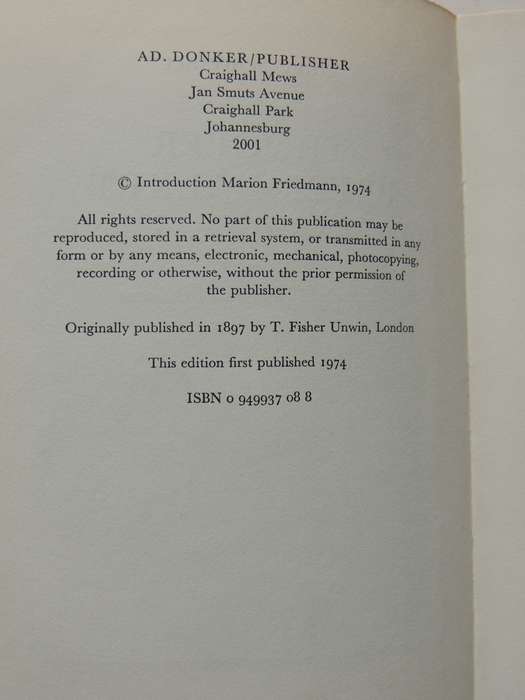 AD. DONKER/PUBLISHER
Craighall Mews
Jan Smuts Avenue
Craighall Park
Johannesburg
2001
© Introduction Marion Friedmann, 1974
All rights reserved. No part of this publication may be
reproduced, stored in a retrieval system, or transmitted in any
form or by any means, electronic, mechanical, photocopying,
recording or otherwise, without the prior permission of
the publisher.
Originally published in 1897 by T. Fisher Unwin, London
This edition first published 1974
ISBN 0 949937 08 8